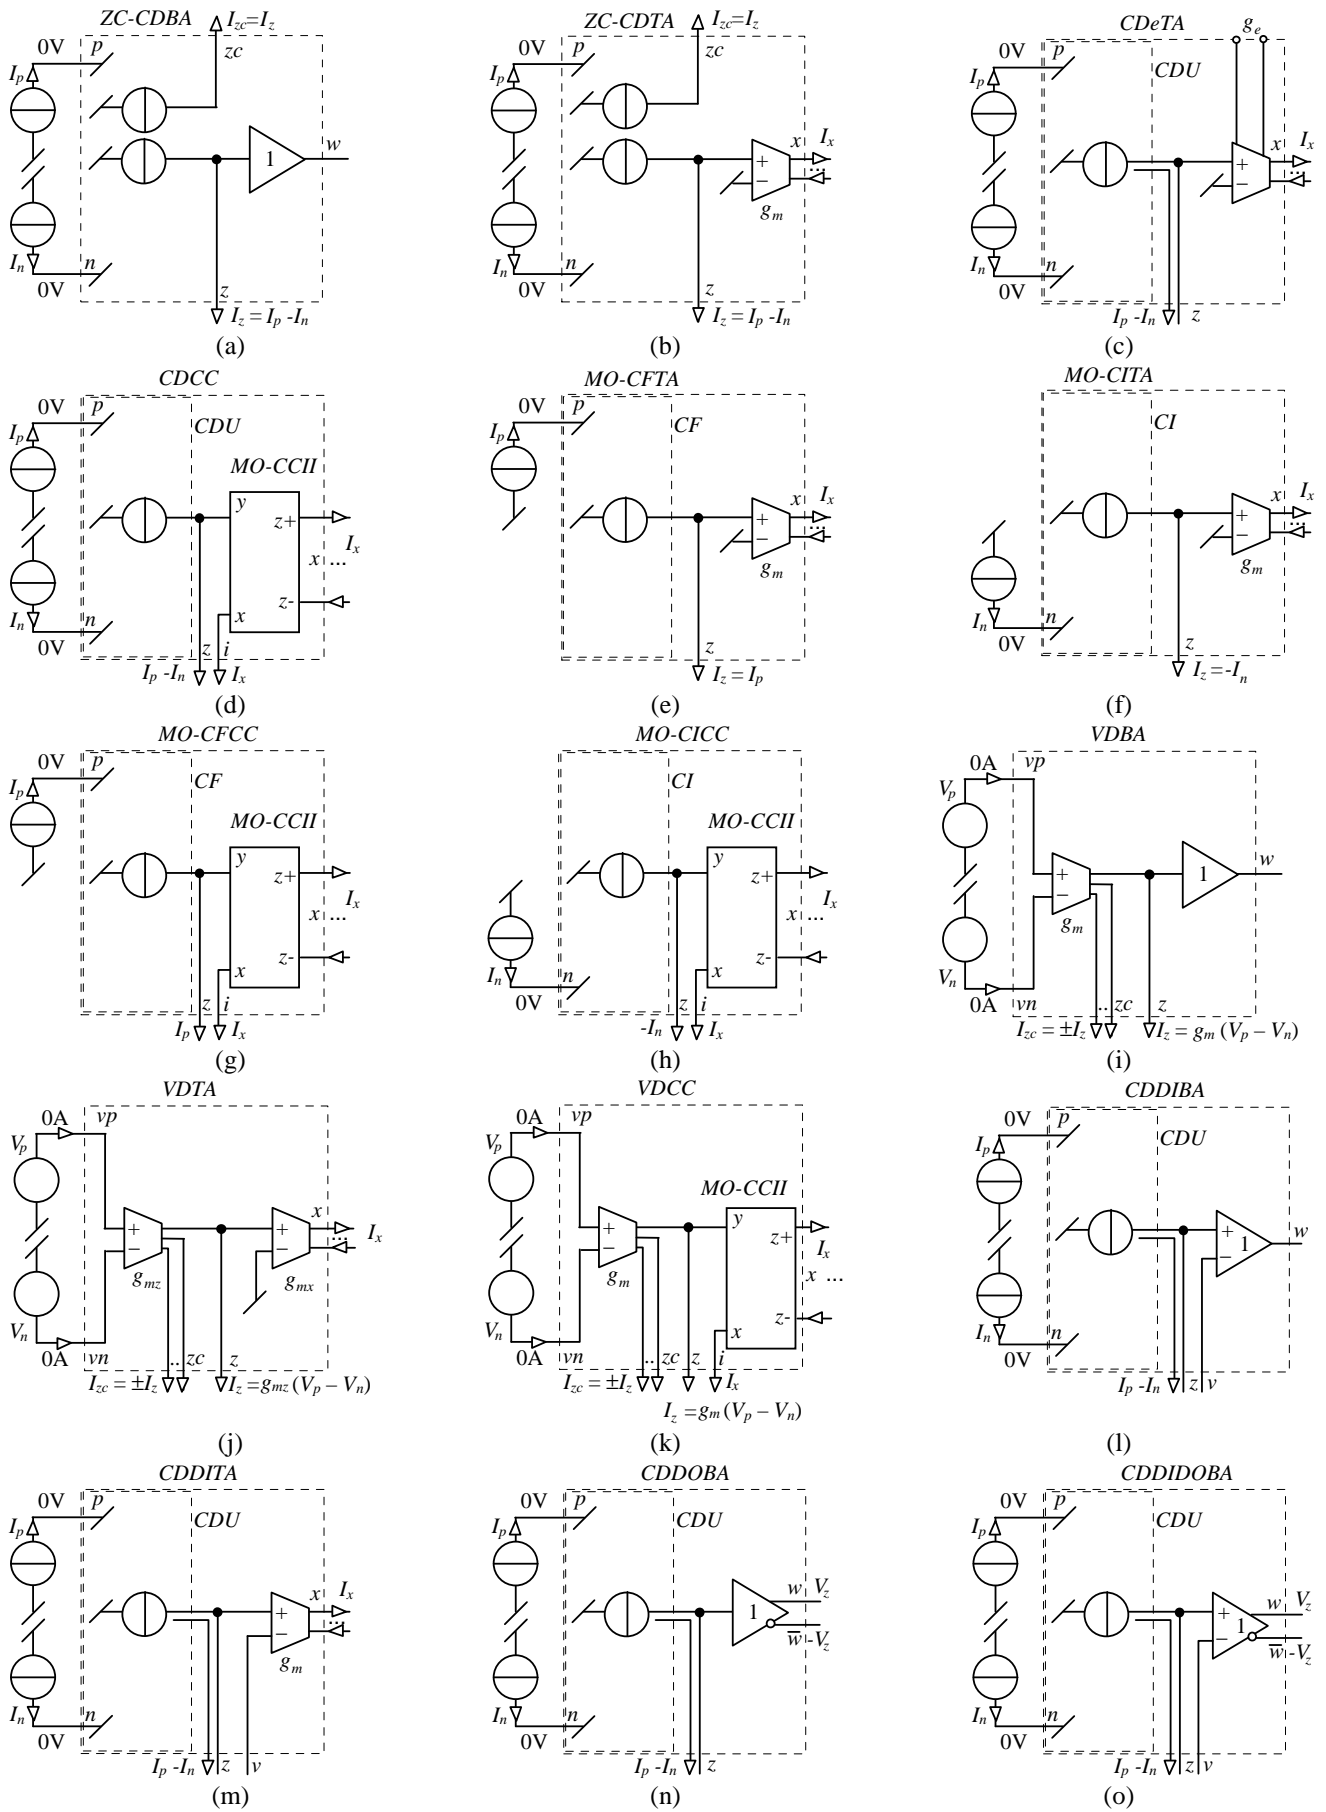 ZC-CDBA
I_zc=I_z
0V p zc
I_p
1 w
I_n n z
0V
I_z = I_p -I_n
(a)
ZC-CDTA
I_zc=I_z
0V p zc
I_p
+ x I_x
− ...
g_m
I_n n z
0V
I_z = I_p -I_n
(b)
CDeTA g_e
0V p CDU
I_p
+ x I_x
− ...
I_n n
0V
I_p -I_n z
(c)
CDCC
0V p
I_p CDU
MO-CCII
y z+
x ... I_x
z-
x
I_n n z i
0V
I_p -I_n I_x
(d)
MO-CFTA
0V p
I_p CF
+ x I_x
− ...
g_m
z
I_z = I_p
(e)
MO-CITA
CI
+ x I_x
− ...
g_m
I_n n z
0V
I_z =-I_n
(f)
MO-CFCC
0V p
I_p CF
MO-CCII
y z+
x ... I_x
z-
x
z i
I_p I_x
(g)
MO-CICC
CI
MO-CCII
y z+
x ... I_x
z-
x
I_n n z i
0V
-I_n I_x
(h)
VDBA
0A vp
V_p
+ 1 w
−
g_m
V_n
0A vn .. zc z
I_zc = ±I_z I_z = g_m (V_p – V_n)
(i)
VDTA
0A vp
V_p
+ + x I_x
− − ...
g_mz g_mx
V_n
0A vn .. zc z
I_zc = ±I_z I_z =g_mz (V_p – V_n)
(j)
VDCC
0A vp
V_p
MO-CCII
+ y z+
− I_x
g_m x ...
z-
x
V_n
0A vn .. zc z i
I_zc = ±I_z I_x
I_z =g_m (V_p – V_n)
(k)
CDDIBA
0V p
I_p CDU
+ 1 w
−
I_n n
0V
I_p -I_n z v
(l)
CDDITA
0V p
I_p CDU
+ x I_x
− ...
g_m
I_n n
0V
I_p -I_n z v
(m)
CDDOBA
0V p
I_p CDU
1 w V_z
w̅ -V_z
I_n n
0V
I_p -I_n z
(n)
CDDIDOBA
0V p
I_p CDU
+ 1 w V_z
− w̅ -V_z
I_n n
0V
I_p -I_n z v
(o)